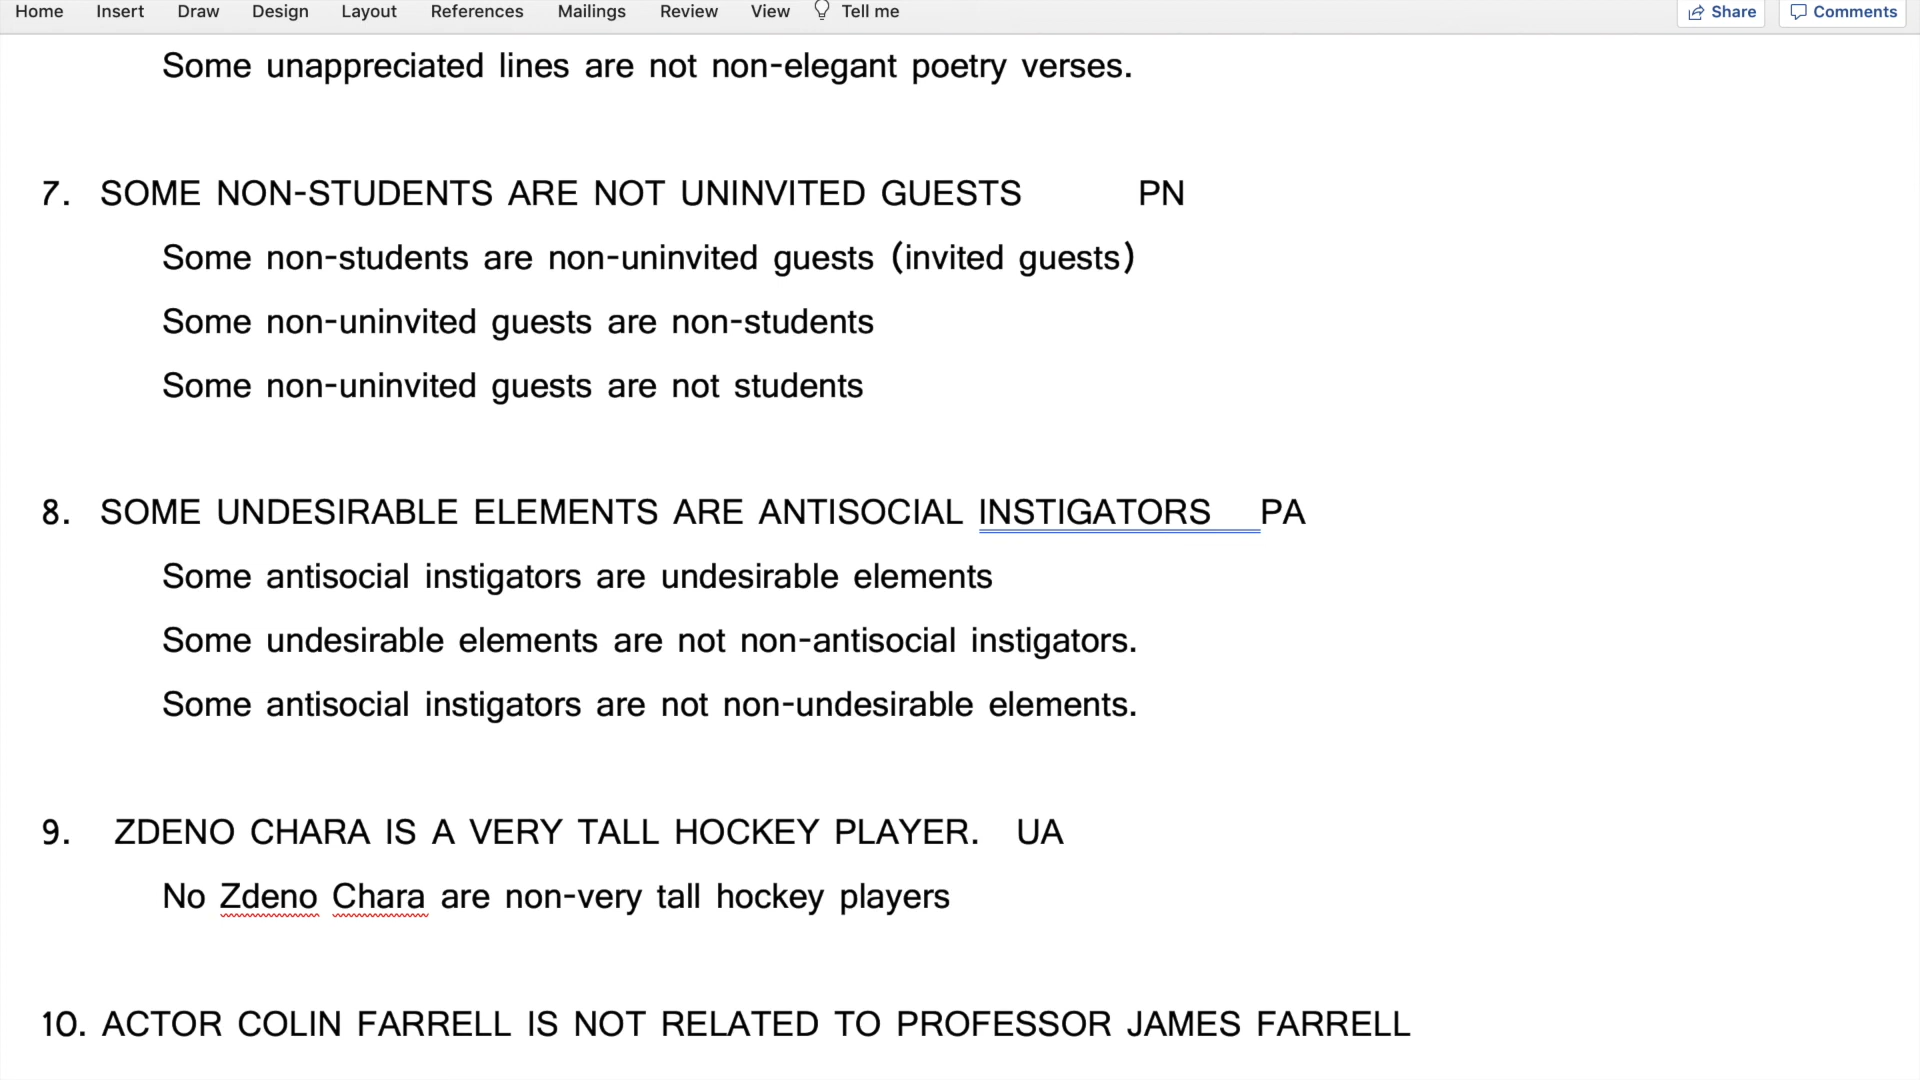 Home Insert Draw Design Layout References Mailings Review View Tell me Share Comments
Some unappreciated lines are not non-elegant poetry verses.
7. SOME NON-STUDENTS ARE NOT UNINVITED GUESTS PN
Some non-students are non-uninvited guests (invited guests)
Some non-uninvited guests are non-students
Some non-uninvited guests are not students
8. SOME UNDESIRABLE ELEMENTS ARE ANTISOCIAL INSTIGATORS PA
Some antisocial instigators are undesirable elements
Some undesirable elements are not non-antisocial instigators.
Some antisocial instigators are not non-undesirable elements.
9. ZDENO CHARA IS A VERY TALL HOCKEY PLAYER. UA
No Zdeno Chara are non-very tall hockey players
10. ACTOR COLIN FARRELL IS NOT RELATED TO PROFESSOR JAMES FARRELL